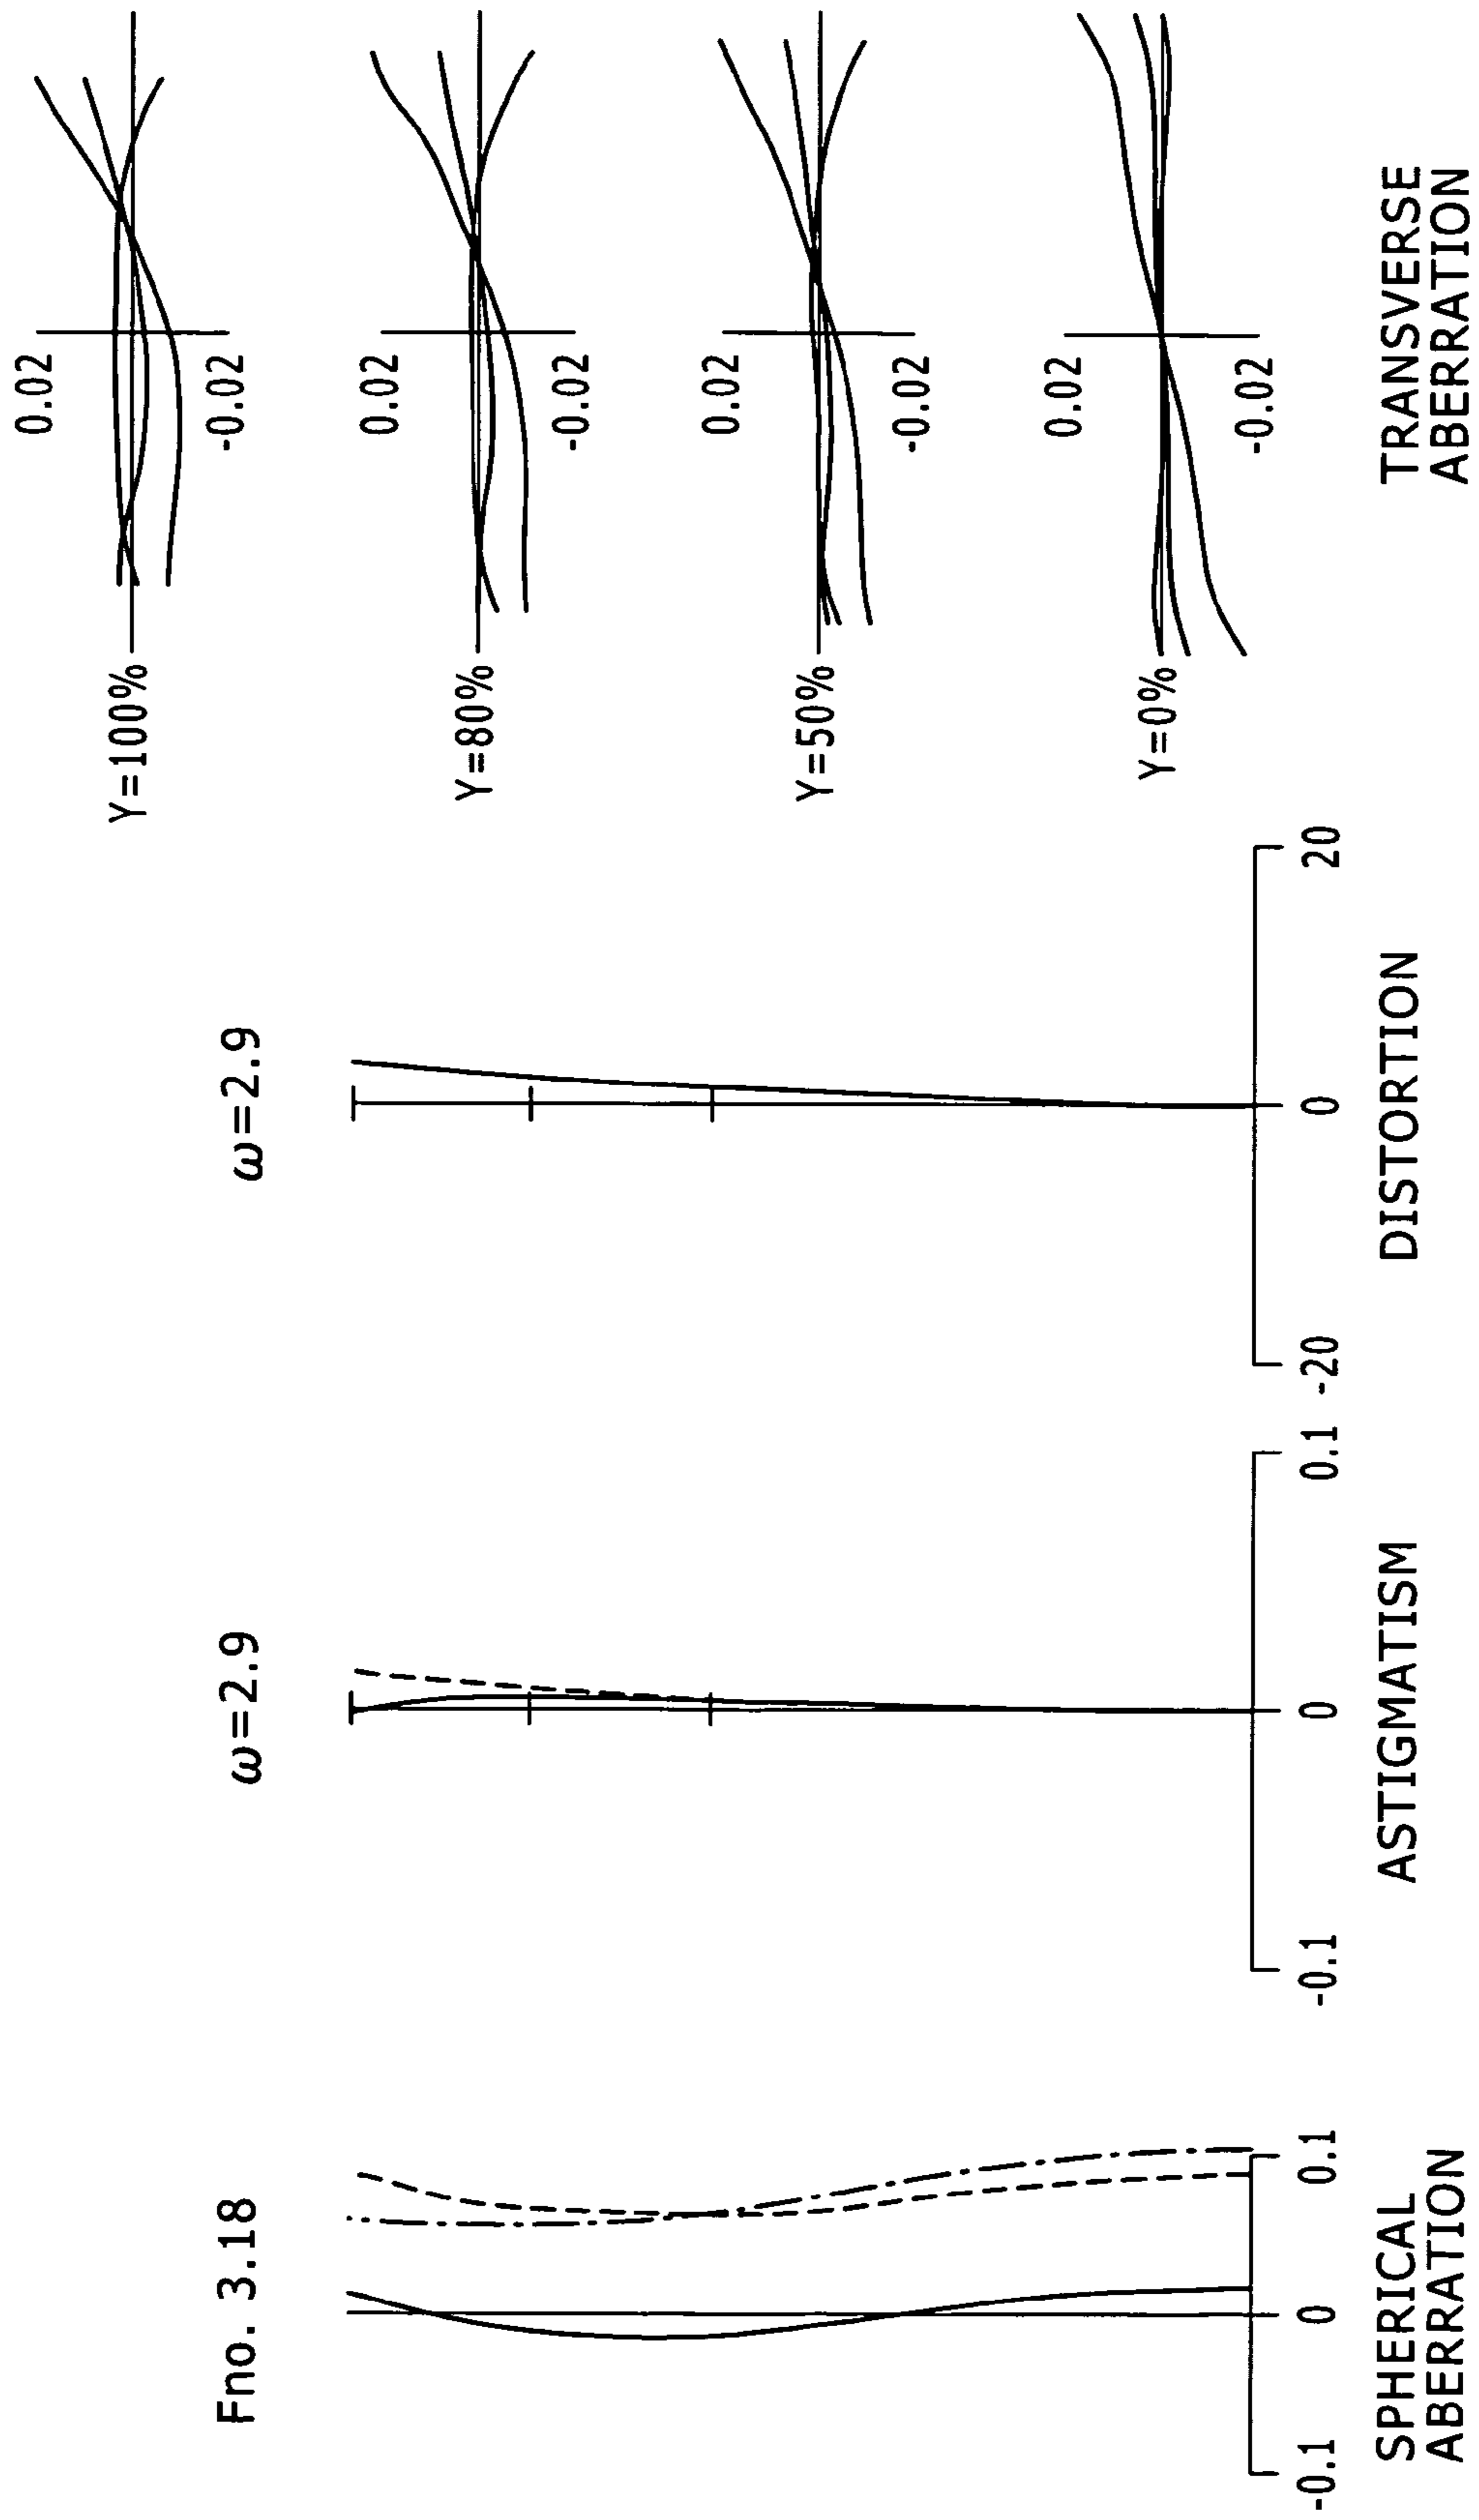 Fno. 3.18
-0.1
0
0.1
SPHERICAL
ABERRATION
ω=2.9
-0.1
0
0.1
ASTIGMATISM
ω=2.9
-20
0
20
DISTORTION
Y=100%
0.02
-0.02
Y=80%
0.02
-0.02
Y=50%
0.02
-0.02
Y=0%
0.02
-0.02
TRANSVERSE
ABERRATION